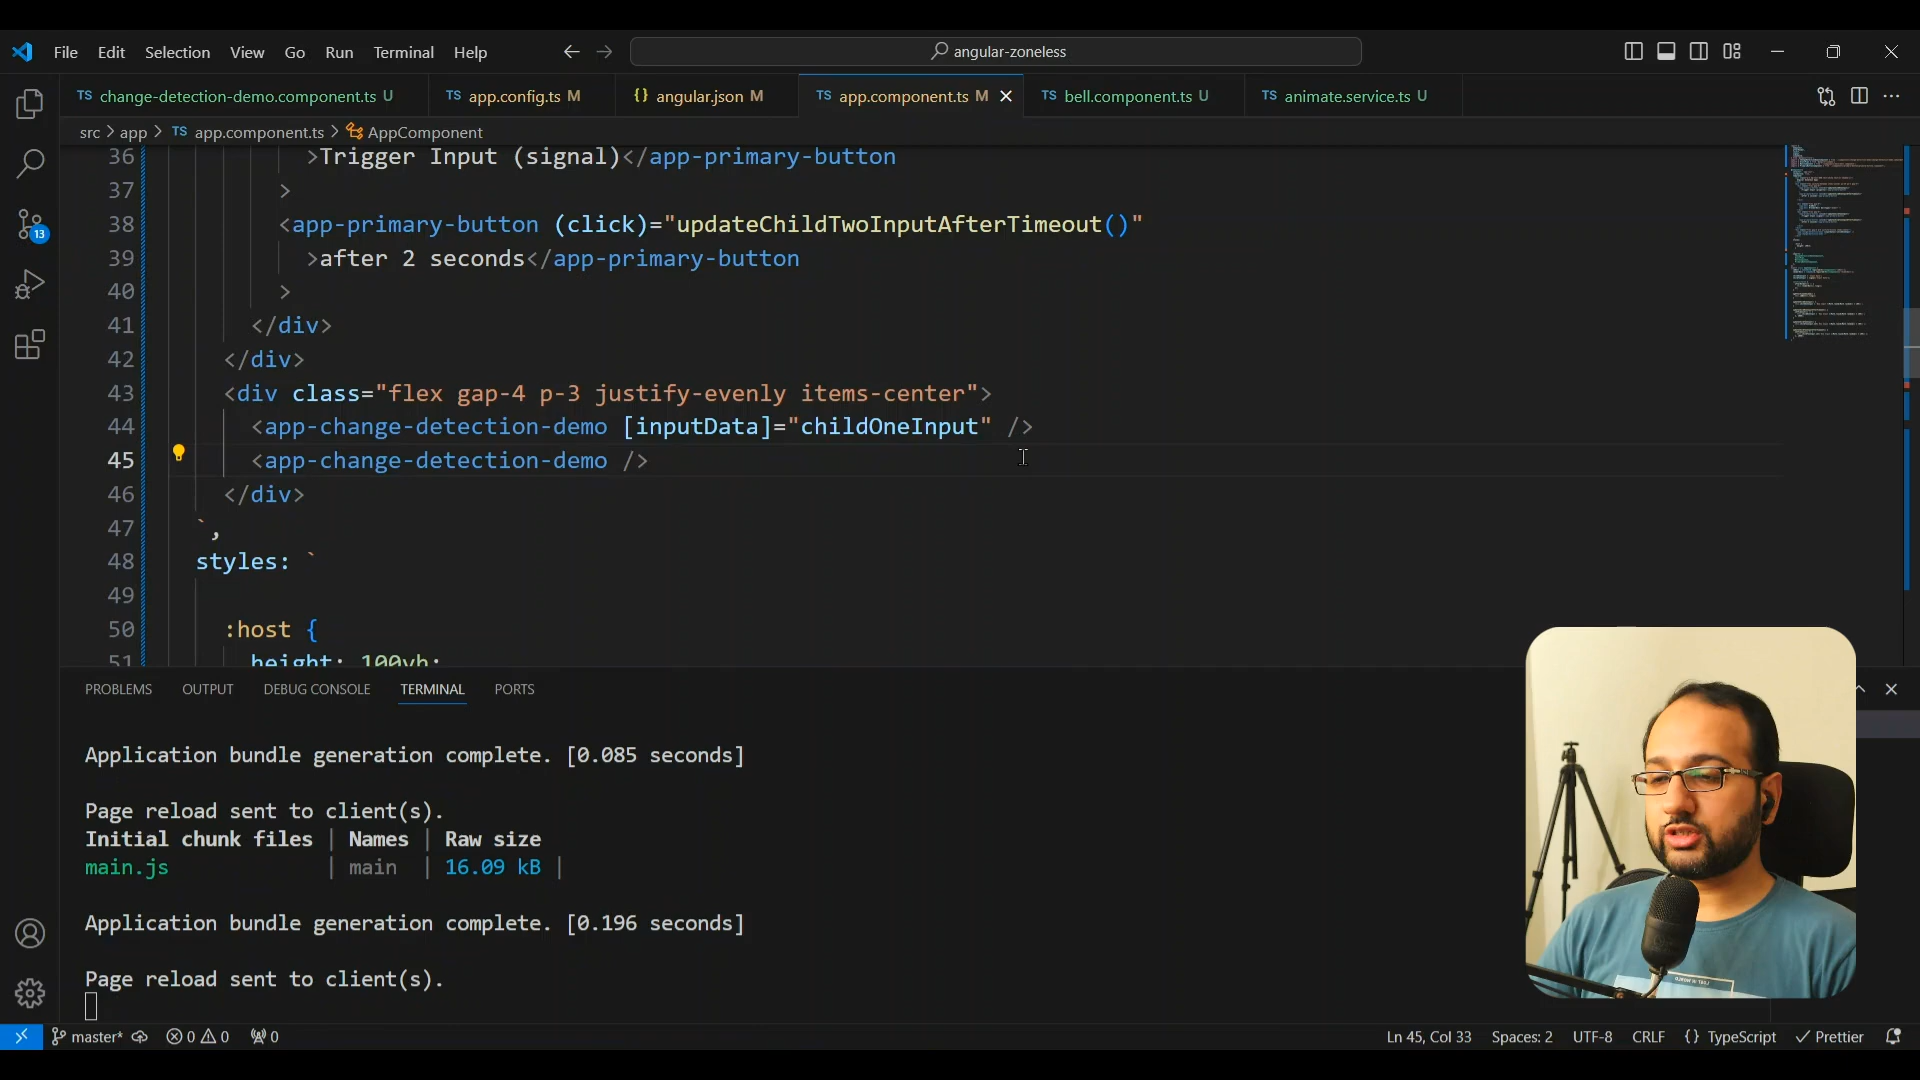 File Edit Selection View Go Run Terminal Help angular-zoneless
TS change-detection-demo.component.ts U TS app.config.ts M {} angular.json M TS app.component.ts M TS bell.component.ts U TS animate.service.ts U
src > app > TS app.component.ts > AppComponent
36 >Trigger Input (signal)</app-primary-button
37 >
38 <app-primary-button (click)="updateChildTwoInputAfterTimeout()"
39 >after 2 seconds</app-primary-button
40 >
41 </div>
42 </div>
43 <div class="flex gap-4 p-3 justify-evenly items-center">
44 <app-change-detection-demo [inputData]="childOneInput" />
45 <app-change-detection-demo />
46 </div>
47 `,
48 styles: `
49
50 :host {
51 height: 100vh;
13
PROBLEMS OUTPUT DEBUG CONSOLE TERMINAL PORTS
Application bundle generation complete. [0.085 seconds]
Page reload sent to client(s).
Initial chunk files | Names | Raw size
main.js | main | 16.09 kB |
Application bundle generation complete. [0.196 seconds]
Page reload sent to client(s).
master* 0 0 0 Ln 45, Col 33 Spaces: 2 UTF-8 CRLF {} TypeScript Prettier